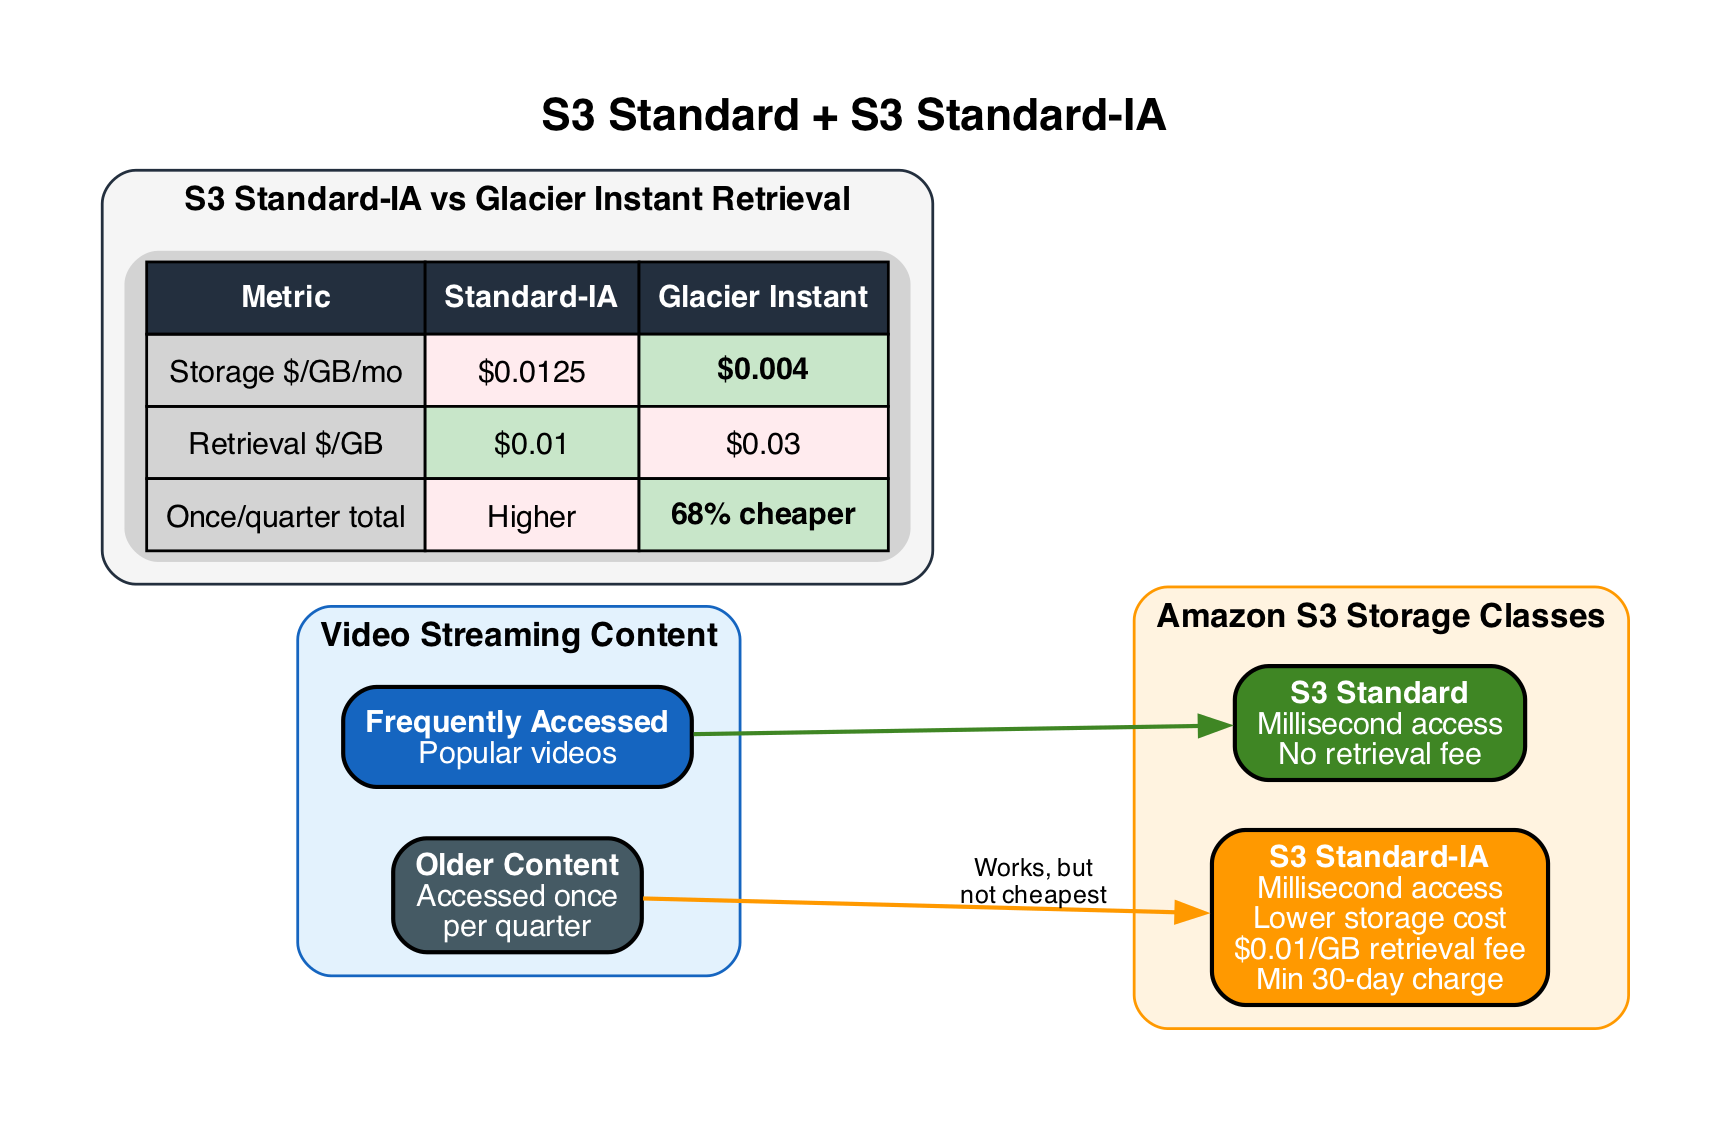 S3 Standard + S3 Standard-IA
S3 Standard-IA vs Glacier Instant Retrieval
Metric Standard-IA Glacier Instant
Storage $/GB/mo $0.0125 $0.004
Retrieval $/GB $0.01 $0.03
Once/quarter total Higher 68% cheaper
Video Streaming Content
Frequently Accessed
Popular videos
Older Content
Accessed once
per quarter
Works, but
not cheapest
Amazon S3 Storage Classes
S3 Standard
Millisecond access
No retrieval fee
S3 Standard-IA
Millisecond access
Lower storage cost
$0.01/GB retrieval fee
Min 30-day charge